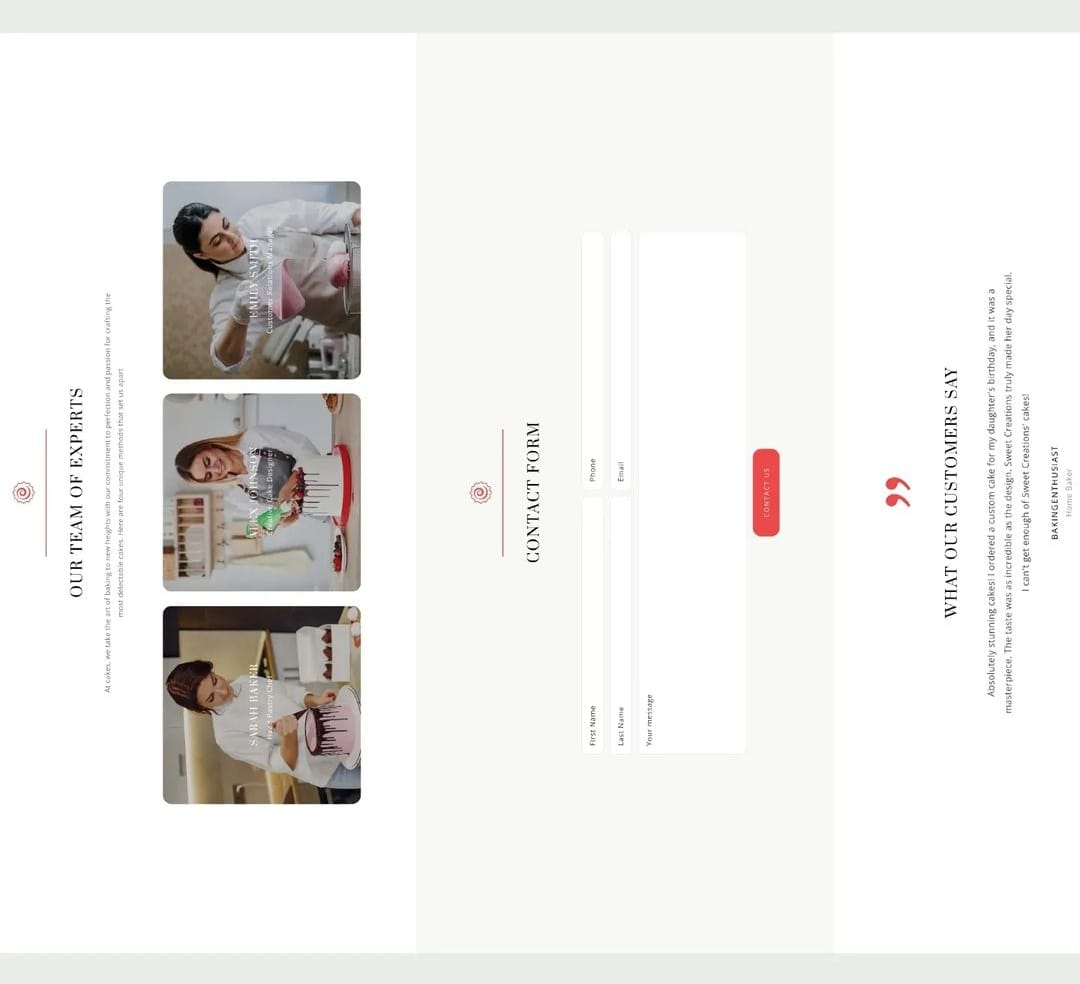 OUR TEAM OF EXPERTS
At cakes, we take the art of baking to new heights with our commitment to perfection and passion for crafting the
most delectable cakes. Here are four unique methods that set us apart
SARAH BAKER
Head Pastry Chef
ALEX JOHNSON
Creative Cake Designer
EMILY SMITH
Customer Relations Manager
CONTACT FORM
First Name
Phone
Last Name
Email
Your message
CONTACT US
WHAT OUR CUSTOMERS SAY
Absolutely stunning cakes! I ordered a custom cake for my daughter's birthday, and it was a
masterpiece. The taste was as incredible as the design. Sweet Creations truly made her day special.
I can't get enough of Sweet Creations' cakes!
BAKINGENTHUSIAST
Home Baker